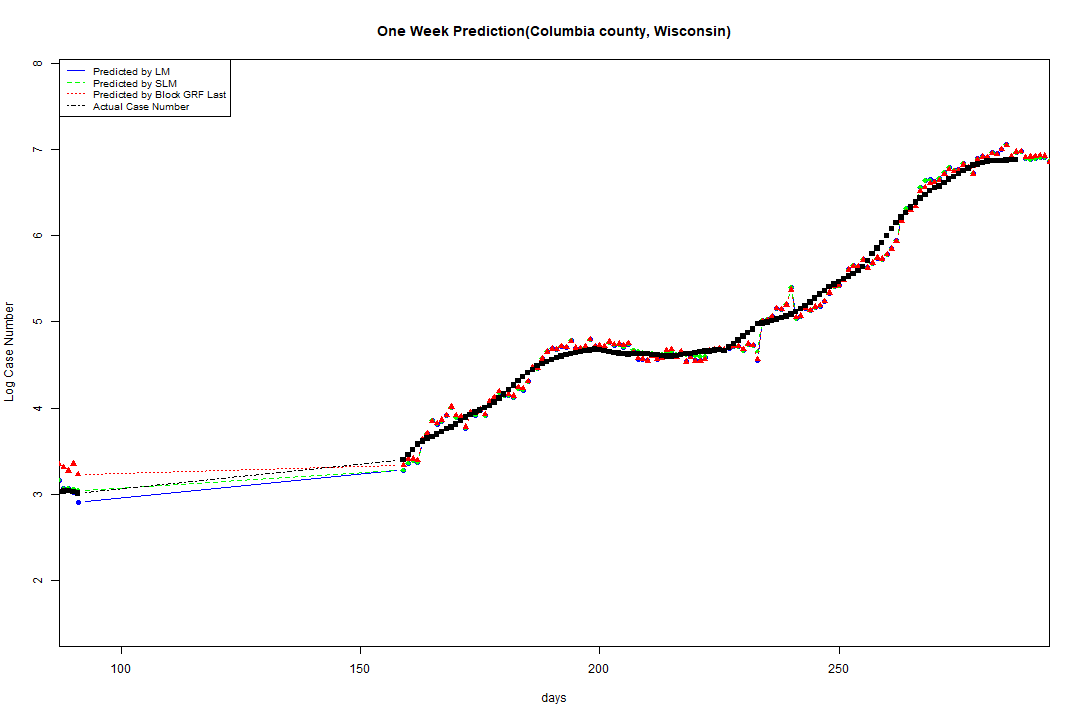 One Week Prediction(Columbia county, Wisconsin)
Predicted by LM
Predicted by SLM
Predicted by Block GRF Last
Actual Case Number
8
7
6
5
4
3
2
Log Case Number
100 150 200 250
days